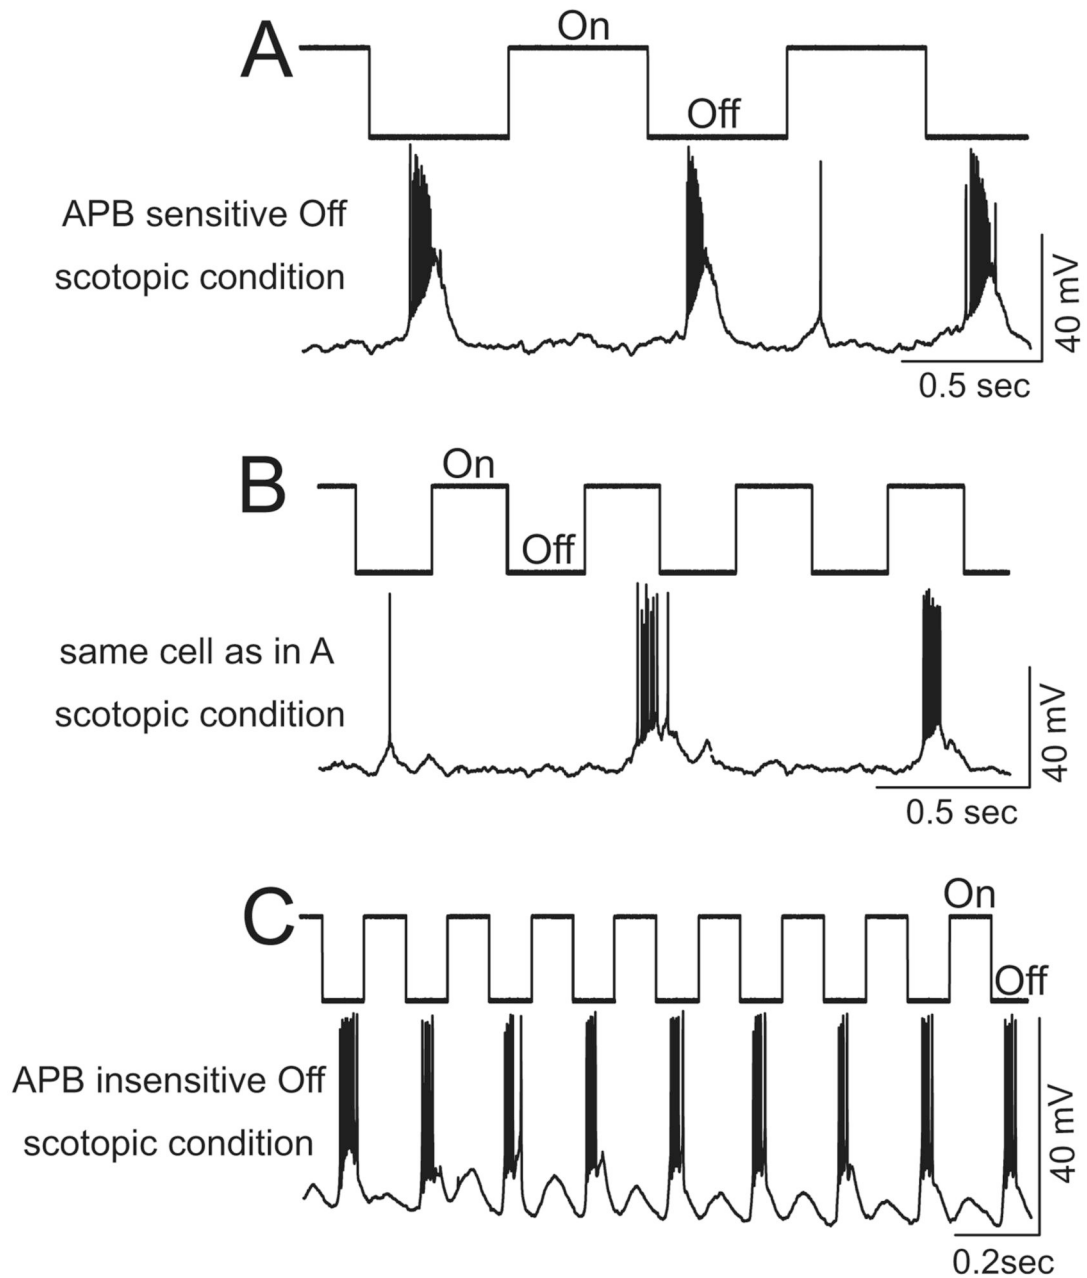 A
On
Off
APB sensitive Off
scotopic condition
40 mV
0.5 sec
B
On
Off
same cell as in A
scotopic condition
40 mV
0.5 sec
C
On
Off
APB insensitive Off
scotopic condition
40 mV
0.2sec